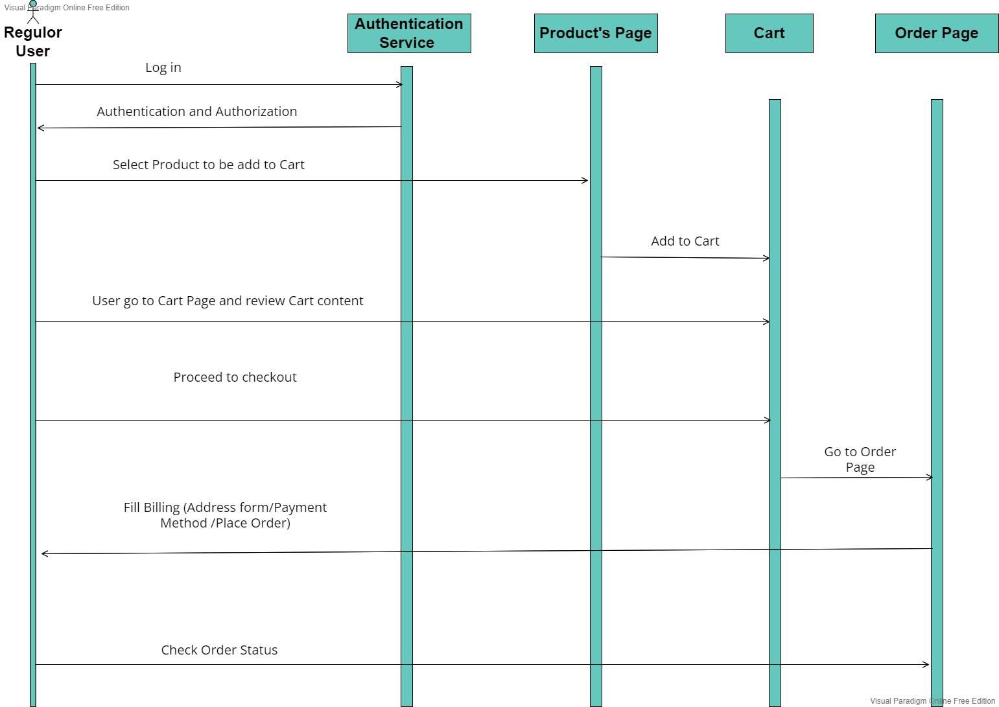 Visual Paradigm Online Free Edition
Regulor
User
Authentication
Service
Product's Page
Cart
Order Page
Log in
Authentication and Authorization
Select Product to be add to Cart
Add to Cart
User go to Cart Page and review Cart content
Proceed to checkout
Go to Order
Page
Fill Billing (Address form/Payment
Method /Place Order)
Check Order Status
Visual Paradigm Online Free Edition